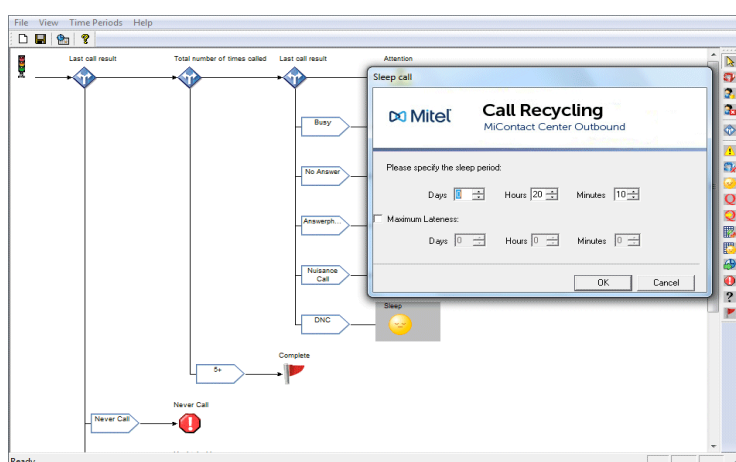 File View Time Periods Help
Last call result Total number of times called Last call result Attention
Sleep call
Mitel
Call Recycling
MiContact Center Outbound
Busy
Please specify the sleep period:
No Answer
Days 0 Hours 20 Minutes 10
Answerph...
Maximum Lateness:
Days 0 Hours 0 Minutes 0
Nuisance
Call
OK Cancel
Sleep
DNC
Complete
5+
Never Call
Never Call
Ready